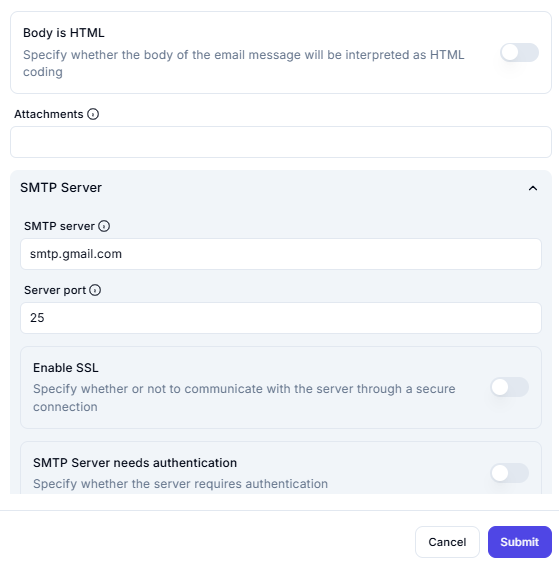 Body is HTML
Specify whether the body of the email message will be interpreted as HTML
coding
Attachments
SMTP Server
SMTP server
smtp.gmail.com
Server port
25
Enable SSL
Specify whether or not to communicate with the server through a secure
connection
SMTP Server needs authentication
Specify whether the server requires authentication
Cancel
Submit